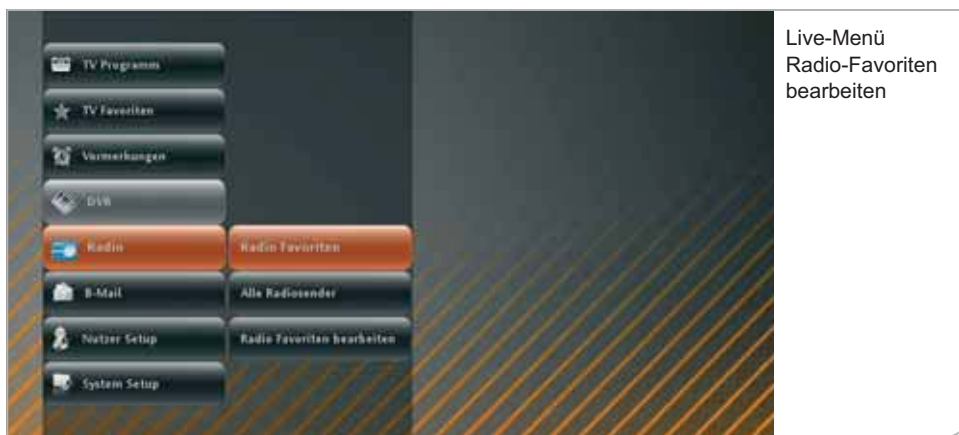 TV Programm
TV Favoriten
Vormerkungen
DVR
Radio
Radio Favoriten
E-Mail
Alle Radiosender
Nutzer Setup
Radio Favoriten bearbeiten
System Setup
Live-Menü
Radio-Favoriten
bearbeiten